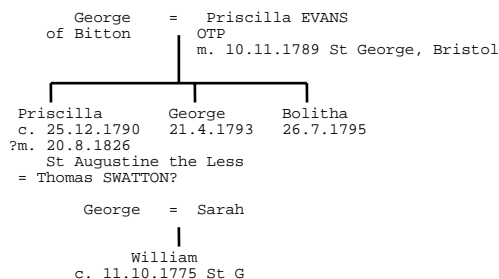 George = Priscilla EVANS
of Bitton OTP
m. 10.11.1789 St George, Bristol
Priscilla George Bolitha
c. 25.12.1790 21.4.1793 26.7.1795
?m. 20.8.1826
St Augustine the Less
= Thomas SWATTON?
George = Sarah
William
c. 11.10.1775 St G